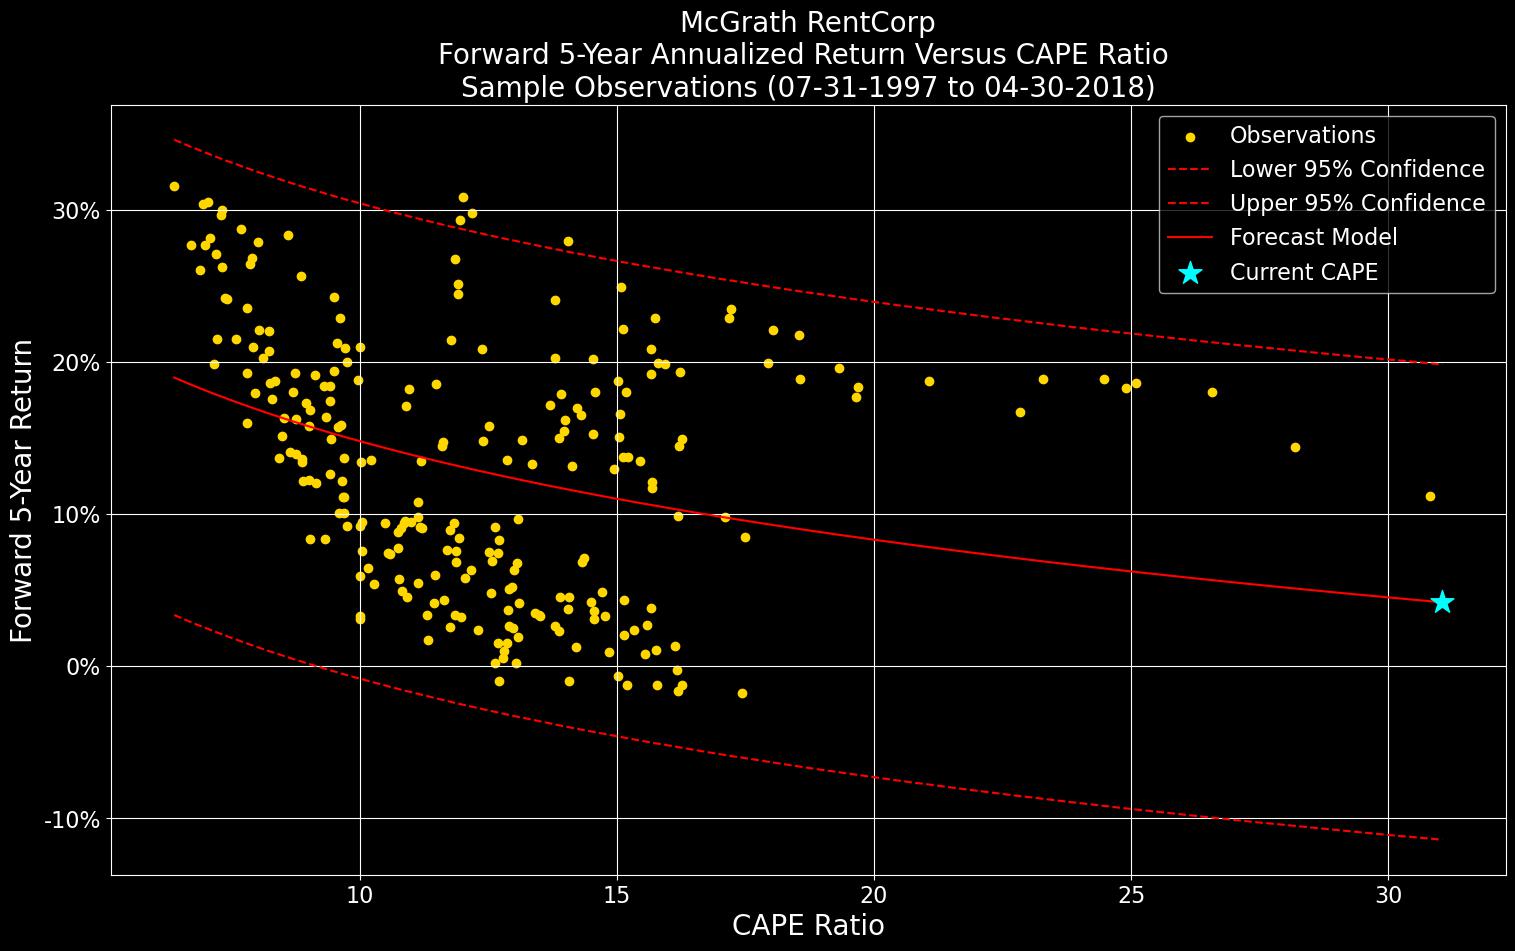 McGrath RentCorp
Forward 5-Year Annualized Return Versus CAPE Ratio
Sample Observations (07-31-1997 to 04-30-2018)
Observations
Lower 95% Confidence
Upper 95% Confidence
Forecast Model
Current CAPE
Forward 5-Year Return
30%
20%
10%
0%
-10%
10
15
20
25
30
CAPE Ratio